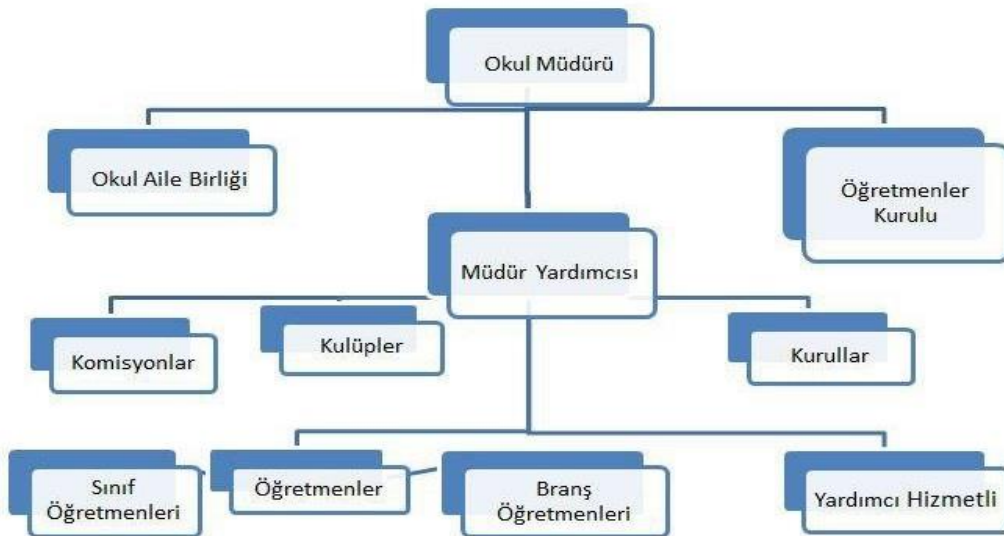 Okul Müdürü
Okul Aile Birliği
Öğretmenler
Kurulu
Müdür Yardımcısı
Komisyonlar
Kulüpler
Kurullar
Sınıf
Öğretmenleri
Öğretmenler
Branş
Öğretmenleri
Yardımcı Hizmetli